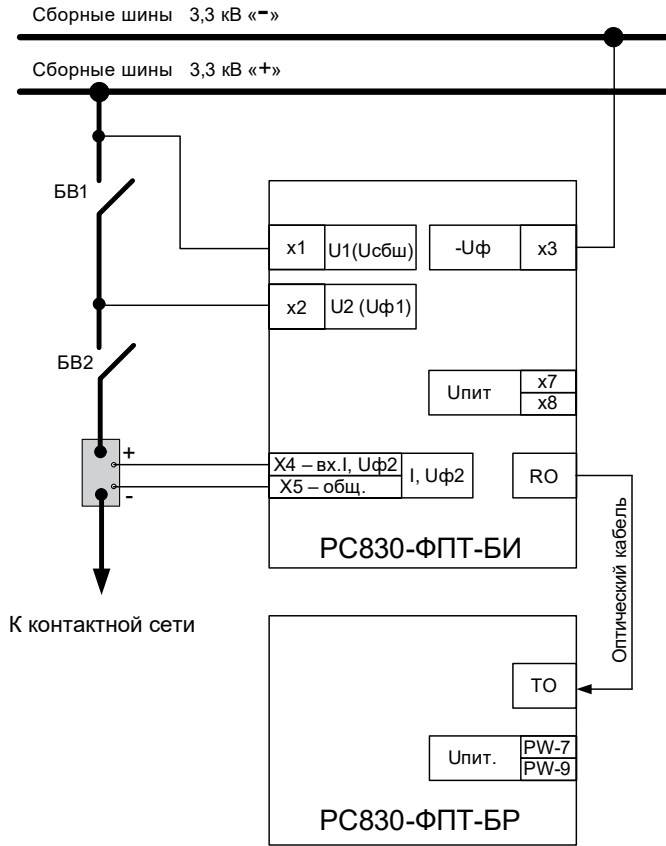 Сборные шины 3,3 кВ «-»
Сборные шины 3,3 кВ «+»
БВ1
x1 U1(Uсбш)
-Uф x3
x2 U2 (Uф1)
БВ2
Uпит x7
x8
+
X4 – вх.I, Uф2
X5 – общ.
I, Uф2
RO
-
РС830-ФПТ-БИ
Оптический кабель
К контактной сети
TO
Uпит. PW-7
PW-9
РС830-ФПТ-БР